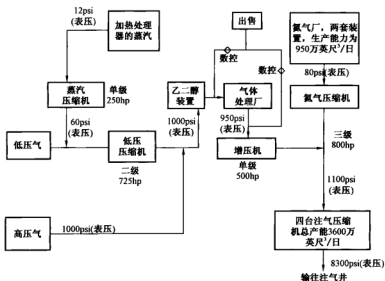 12psi
(表压)
加热处理
器的蒸汽
出售
氮气厂，两套装
置，生产能力为
950万英尺³/日
数控
数控
80psi(表压)
蒸汽
压缩机
单级
250hp
乙二醇
装置
气体
处理厂
氮气压缩机
60psi
(表压)
1000psi
(表压)
950psi
(表压)
三级
800hp
低压气
低压
压缩机
增压机
二级
725hp
单级
500hp
1100psi
(表压)
高压气
1000psi(表压)
四台注气压缩
机总产能3600万
英尺³/日
8300psi(表压)
输往注气井